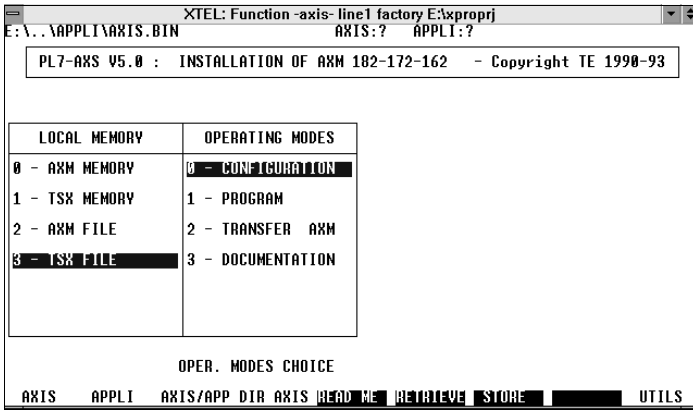 XTEL: Function -axis- line1 factory E:\xproprj
E:\..\APPLI\AXIS.BIN AXIS:? APPLI:?
PL7-AXS V5.0 : INSTALLATION OF AXM 182-172-162 - Copyright TE 1990-93
LOCAL MEMORY OPERATING MODES
0 - AXM MEMORY 0 - CONFIGURATION
1 - TSX MEMORY 1 - PROGRAM
2 - AXM FILE 2 - TRANSFER AXM
3 - TSX FILE 3 - DOCUMENTATION
OPER. MODES CHOICE
AXIS APPLI AXIS/APP DIR AXIS READ ME RETRIEVE STORE UTILS